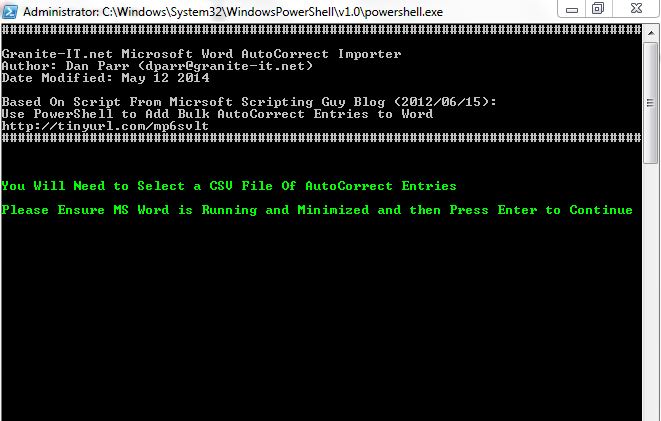 Administrator: C:\Windows\System32\WindowsPowerShell\v1.0\powershell.exe
################################################################################
Granite-IT.net Microsoft Word AutoCorrect Importer
Author: Dan Parr (dparr@granite-it.net)
Date Modified: May 12 2014
Based On Script From Micrsoft Scripting Guy Blog (2012/06/15):
Use PowerShell to Add Bulk AutoCorrect Entries to Word
http://tinyurl.com/mp6svlt
################################################################################
You Will Need to Select a CSV File Of AutoCorrect Entries
Please Ensure MS Word is Running and Minimized and then Press Enter to Continue